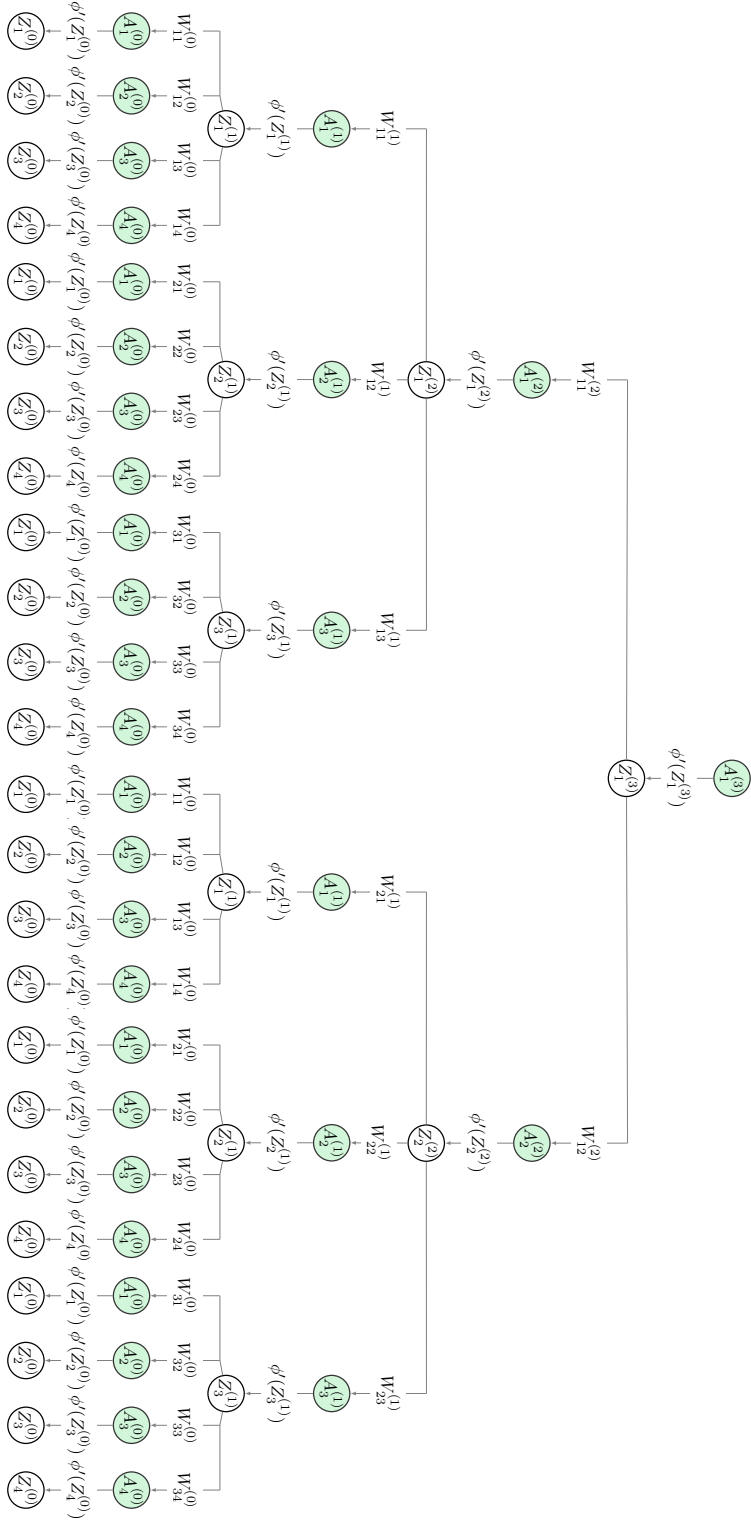 A_1^{(3)}
ϕ′(Z_1^{(3)})
Z_1^{(3)}
W_{11}^{(2)} W_{12}^{(2)}
A_1^{(2)} A_2^{(2)}
ϕ′(Z_1^{(2)}) ϕ′(Z_2^{(2)})
Z_1^{(2)} Z_2^{(2)}
W_{11}^{(1)} W_{12}^{(1)} W_{13}^{(1)} W_{21}^{(1)} W_{22}^{(1)} W_{23}^{(1)}
A_1^{(1)} A_2^{(1)} A_3^{(1)} A_1^{(1)} A_2^{(1)} A_3^{(1)}
ϕ′(Z_1^{(1)}) ϕ′(Z_2^{(1)}) ϕ′(Z_3^{(1)}) ϕ′(Z_1^{(1)}) ϕ′(Z_2^{(1)}) ϕ′(Z_3^{(1)})
Z_1^{(1)} Z_2^{(1)} Z_3^{(1)} Z_1^{(1)} Z_2^{(1)} Z_3^{(1)}
W_{11}^{(0)} W_{12}^{(0)} W_{13}^{(0)} W_{14}^{(0)} W_{21}^{(0)} W_{22}^{(0)} W_{23}^{(0)} W_{24}^{(0)} W_{31}^{(0)} W_{32}^{(0)} W_{33}^{(0)} W_{34}^{(0)} W_{11}^{(0)} W_{12}^{(0)} W_{13}^{(0)} W_{14}^{(0)} W_{21}^{(0)} W_{22}^{(0)} W_{23}^{(0)} W_{24}^{(0)} W_{31}^{(0)} W_{32}^{(0)} W_{33}^{(0)} W_{34}^{(0)}
A_1^{(0)} A_2^{(0)} A_3^{(0)} A_4^{(0)} A_1^{(0)} A_2^{(0)} A_3^{(0)} A_4^{(0)} A_1^{(0)} A_2^{(0)} A_3^{(0)} A_4^{(0)} A_1^{(0)} A_2^{(0)} A_3^{(0)} A_4^{(0)} A_1^{(0)} A_2^{(0)} A_3^{(0)} A_4^{(0)} A_1^{(0)} A_2^{(0)} A_3^{(0)} A_4^{(0)}
ϕ′(Z_1^{(0)}) ϕ′(Z_2^{(0)}) ϕ′(Z_3^{(0)}) ϕ′(Z_4^{(0)}) ϕ′(Z_1^{(0)}) ϕ′(Z_2^{(0)}) ϕ′(Z_3^{(0)}) ϕ′(Z_4^{(0)}) ϕ′(Z_1^{(0)}) ϕ′(Z_2^{(0)}) ϕ′(Z_3^{(0)}) ϕ′(Z_4^{(0)}) ϕ′(Z_1^{(0)}) ϕ′(Z_2^{(0)}) ϕ′(Z_3^{(0)}) ϕ′(Z_4^{(0)}) ϕ′(Z_1^{(0)}) ϕ′(Z_2^{(0)}) ϕ′(Z_3^{(0)}) ϕ′(Z_4^{(0)}) ϕ′(Z_1^{(0)}) ϕ′(Z_2^{(0)}) ϕ′(Z_3^{(0)}) ϕ′(Z_4^{(0)})
Z_1^{(0)} Z_2^{(0)} Z_3^{(0)} Z_4^{(0)} Z_1^{(0)} Z_2^{(0)} Z_3^{(0)} Z_4^{(0)} Z_1^{(0)} Z_2^{(0)} Z_3^{(0)} Z_4^{(0)} Z_1^{(0)} Z_2^{(0)} Z_3^{(0)} Z_4^{(0)} Z_1^{(0)} Z_2^{(0)} Z_3^{(0)} Z_4^{(0)} Z_1^{(0)} Z_2^{(0)} Z_3^{(0)} Z_4^{(0)}